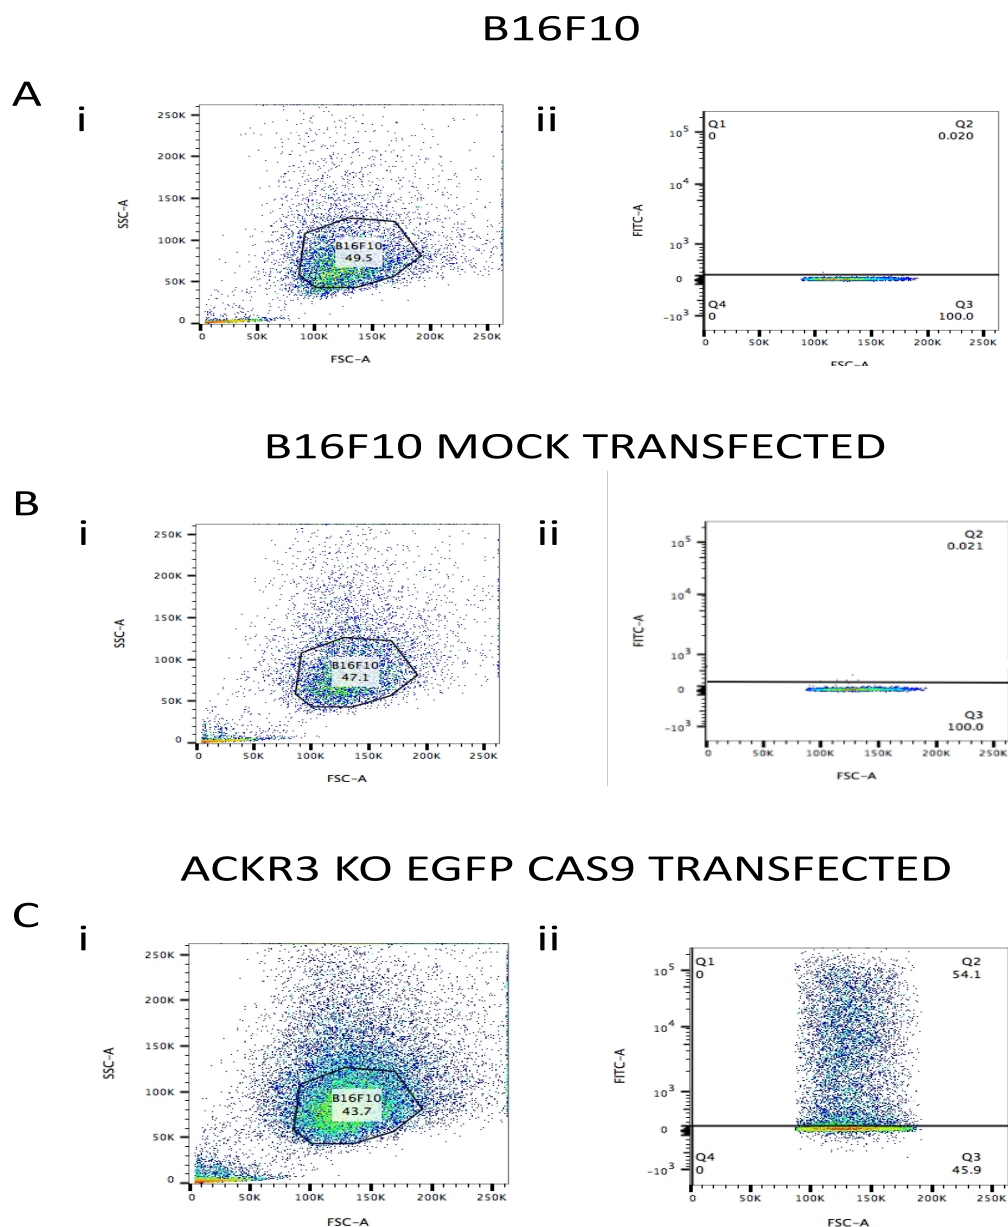 B16F10
A
i
ii
SSC-A
250K
200K
150K
100K
50K
0
B16F10
49.5
0 50K 100K 150K 200K 250K
FSC-A
FITC-A
10⁵
10⁴
10³
0
-10³
Q1
0
Q2
0.020
Q4
0
Q3
100.0
0 50K 100K 150K 200K 250K
FSC-A
B16F10 MOCK TRANSFECTED
B
i
ii
SSC-A
250K
200K
150K
100K
50K
0
B16F10
47.1
0 50K 100K 150K 200K 250K
FSC-A
FITC-A
10⁵
10⁴
10³
0
-10³
Q2
0.021
Q3
100.0
0 50K 100K 150K 200K 250K
FSC-A
ACKR3 KO EGFP CAS9 TRANSFECTED
C
i
ii
SSC-A
250K
200K
150K
100K
50K
0
B16F10
43.7
0 50K 100K 150K 200K 250K
FSC-A
FITC-A
10⁵
10⁴
10³
0
-10³
Q1
0
Q2
54.1
Q4
0
Q3
45.9
0 50K 100K 150K 200K 250K
FSC-A